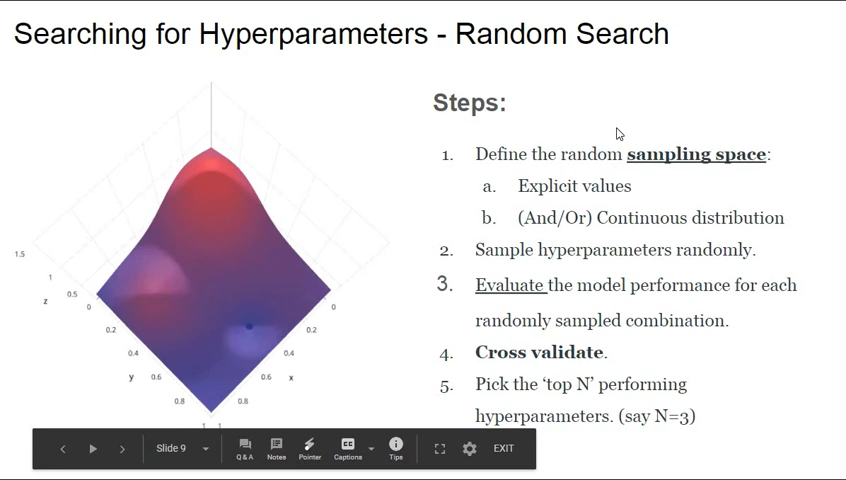 Searching for Hyperparameters - Random Search
Steps:
1. Define the random sampling space:
a. Explicit values
b. (And/Or) Continuous distribution
2. Sample hyperparameters randomly.
3. Evaluate the model performance for each
randomly sampled combination.
4. Cross validate.
5. Pick the ‘top N’ performing
hyperparameters. (say N=3)
1.5
1
0.5
z
0
0
0.2
0.2
0.4
0.4
y
0.6
0.6
x
0.8
0.8
1
1
Slide 9
Q & A
Notes
Pointer
Captions
Tips
EXIT